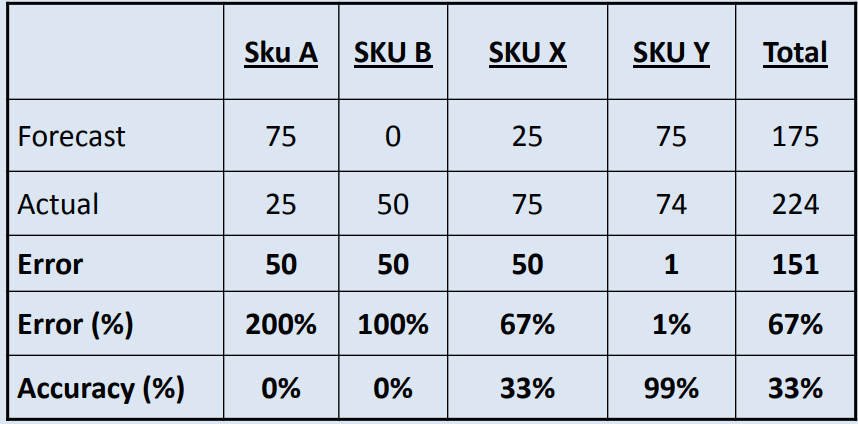 Sku A SKU B SKU X SKU Y Total
Forecast 75 0 25 75 175
Actual 25 50 75 74 224
Error 50 50 50 1 151
Error (%) 200% 100% 67% 1% 67%
Accuracy (%) 0% 0% 33% 99% 33%